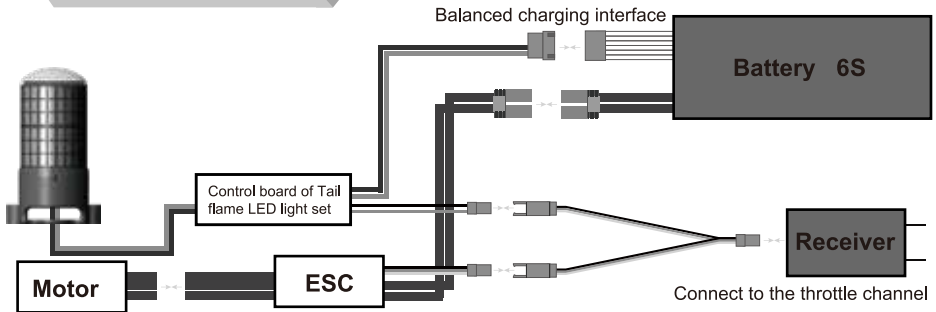 Balanced charging interface
Battery 6S
Control board of Tail
flame LED light set
Receiver
Motor
ESC
Connect to the throttle channel